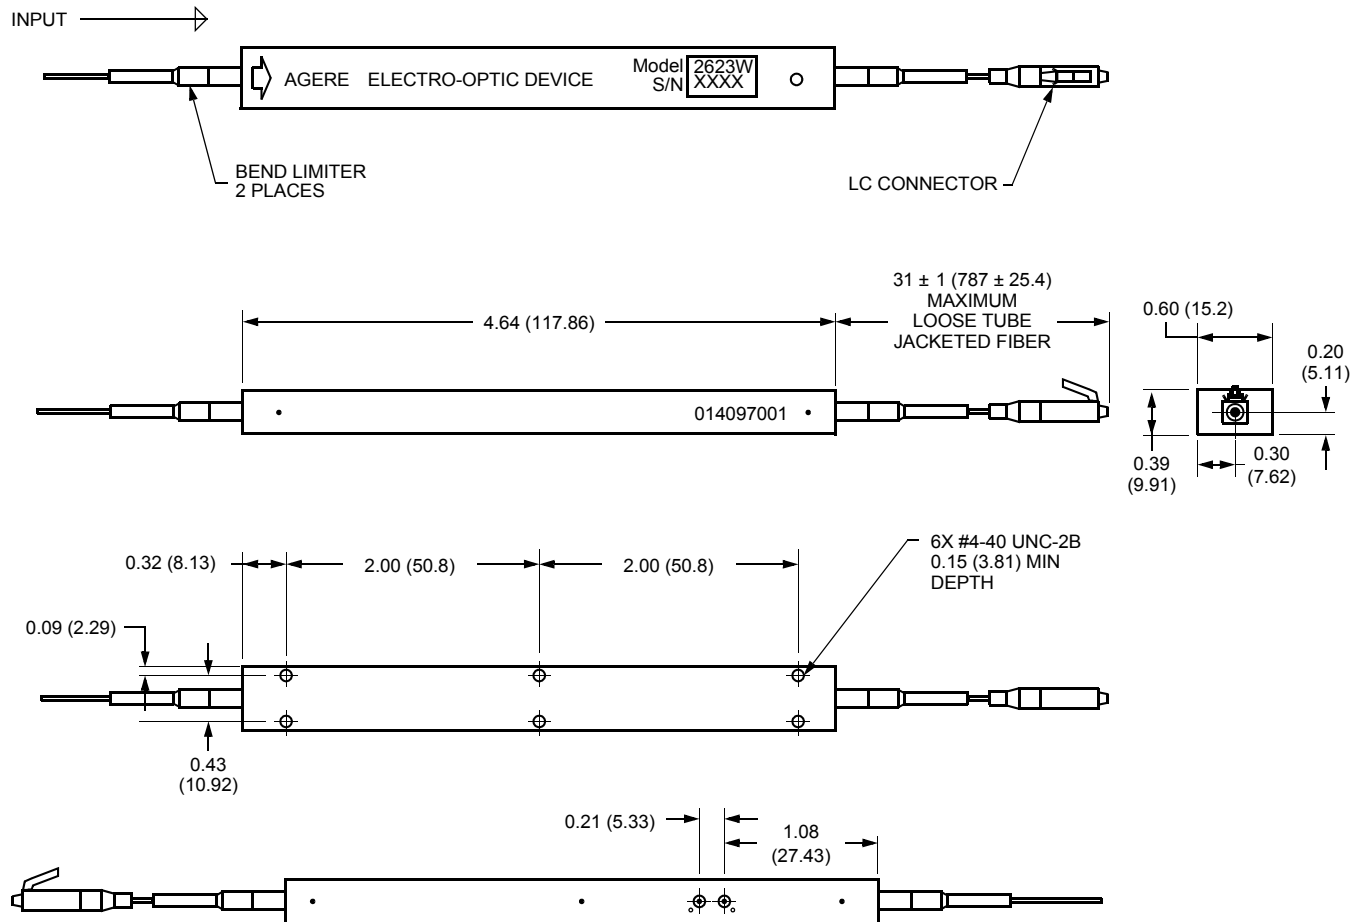 INPUT
AGERE ELECTRO-OPTIC DEVICE
Model 2623W
S/N XXXX
BEND LIMITER
2 PLACES
LC CONNECTOR
31 ± 1 (787 ± 25.4)
MAXIMUM
LOOSE TUBE
JACKETED FIBER
4.64 (117.86)
0.60 (15.2)
0.20
(5.11)
014097001
0.39
(9.91)
0.30
(7.62)
0.32 (8.13)
2.00 (50.8)
2.00 (50.8)
6X #4-40 UNC-2B
0.15 (3.81) MIN
DEPTH
0.09 (2.29)
0.43
(10.92)
0.21 (5.33)
1.08
(27.43)